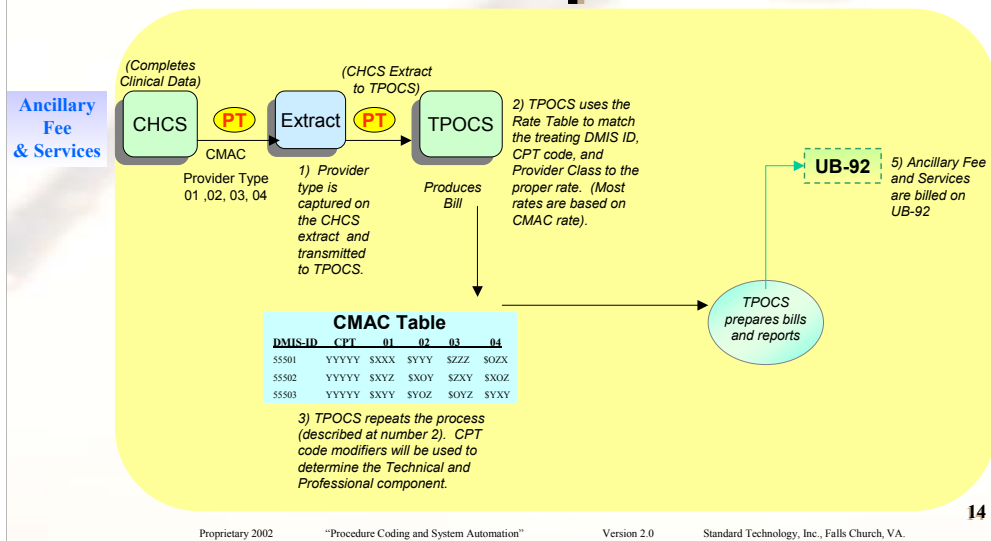 Ancillary
Fee
& Services
(Completes
Clinical Data)
CHCS
PT
CMAC
Provider Type
01 ,02, 03, 04
Extract
1) Provider
type is
captured on
the CHCS
extract and
transmitted
to TPOCS.
(CHCS Extract
to TPOCS)
PT
TPOCS
Produces
Bill
2) TPOCS uses the
Rate Table to match
the treating DMIS ID,
CPT code, and
Provider Class to the
proper rate. (Most
rates are based on
CMAC rate).
CMAC Table
DMIS-ID CPT 01 02 03 04
55501 YYYYY $XXX $YYY $ZZZ $OZX
55502 YYYYY $XYZ $XOY $ZXY $XOZ
55503 YYYYY $XYY $YOZ $OYZ $YXY
3) TPOCS repeats the process
(described at number 2). CPT
code modifiers will be used to
determine the Technical and
Professional component.
TPOCS
prepares bills
and reports
UB-92
5) Ancillary Fee
and Services
are billed on
UB-92
14
Proprietary 2002 "Procedure Coding and System Automation" Version 2.0 Standard Technology, Inc., Falls Church, VA.